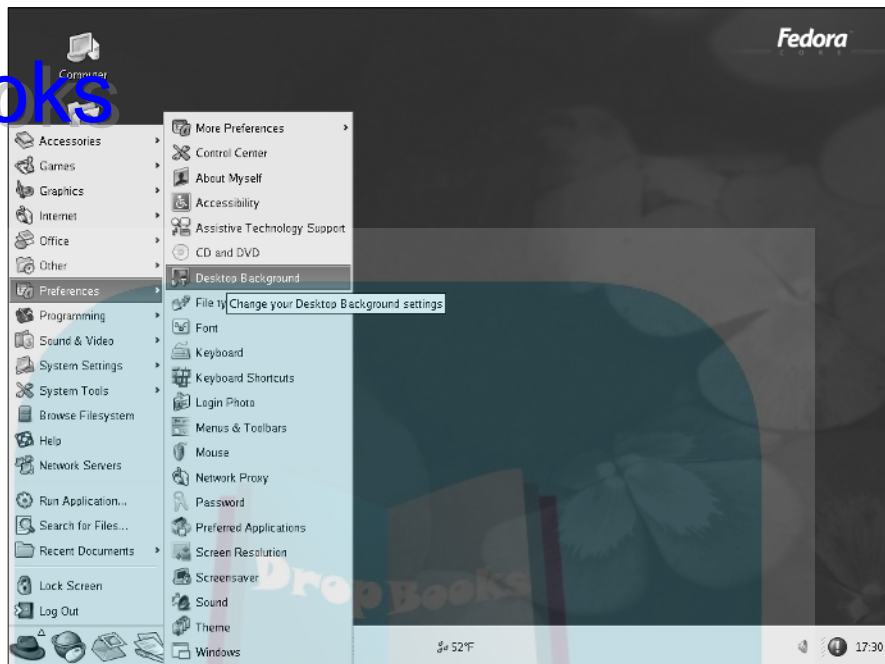 Fedora
CORE
Computer
oks
Accessories
Games
Graphics
Internet
Office
Other
Preferences
Programming
Sound & Video
System Settings
System Tools
Browse Filesystem
Help
Network Servers
Run Application...
Search for Files...
Recent Documents
Lock Screen
Log Out
More Preferences
Control Center
About Myself
Accessibility
Assistive Technology Support
CD and DVD
Desktop Background
File ty
Change your Desktop Background settings
Font
Keyboard
Keyboard Shortcuts
Login Photo
Menus & Toolbars
Mouse
Network Proxy
Password
Preferred Applications
Screen Resolution
Screensaver
Sound
Theme
Windows
DropBooks
52°F
17:30